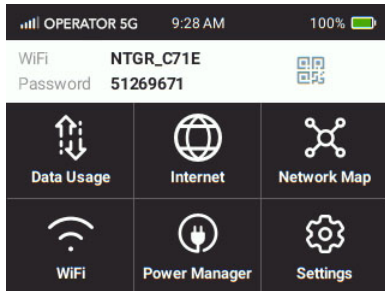 OPERATOR 5G 9:28 AM 100%
WiFi NTGR_C71E
Password 51269671
Data Usage Internet Network Map
WiFi Power Manager Settings